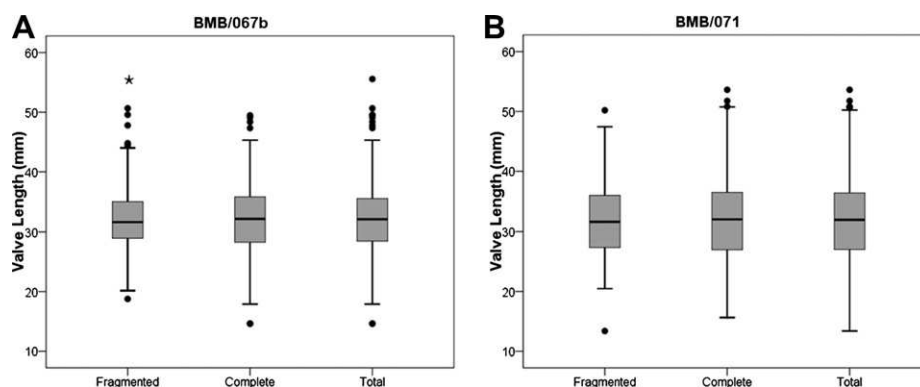 A
BMB/067b
Valve Length (mm)
60
50
40
30
20
10
Fragmented Complete Total
B
BMB/071
Valve Length (mm)
60
50
40
30
20
10
Fragmented Complete Total